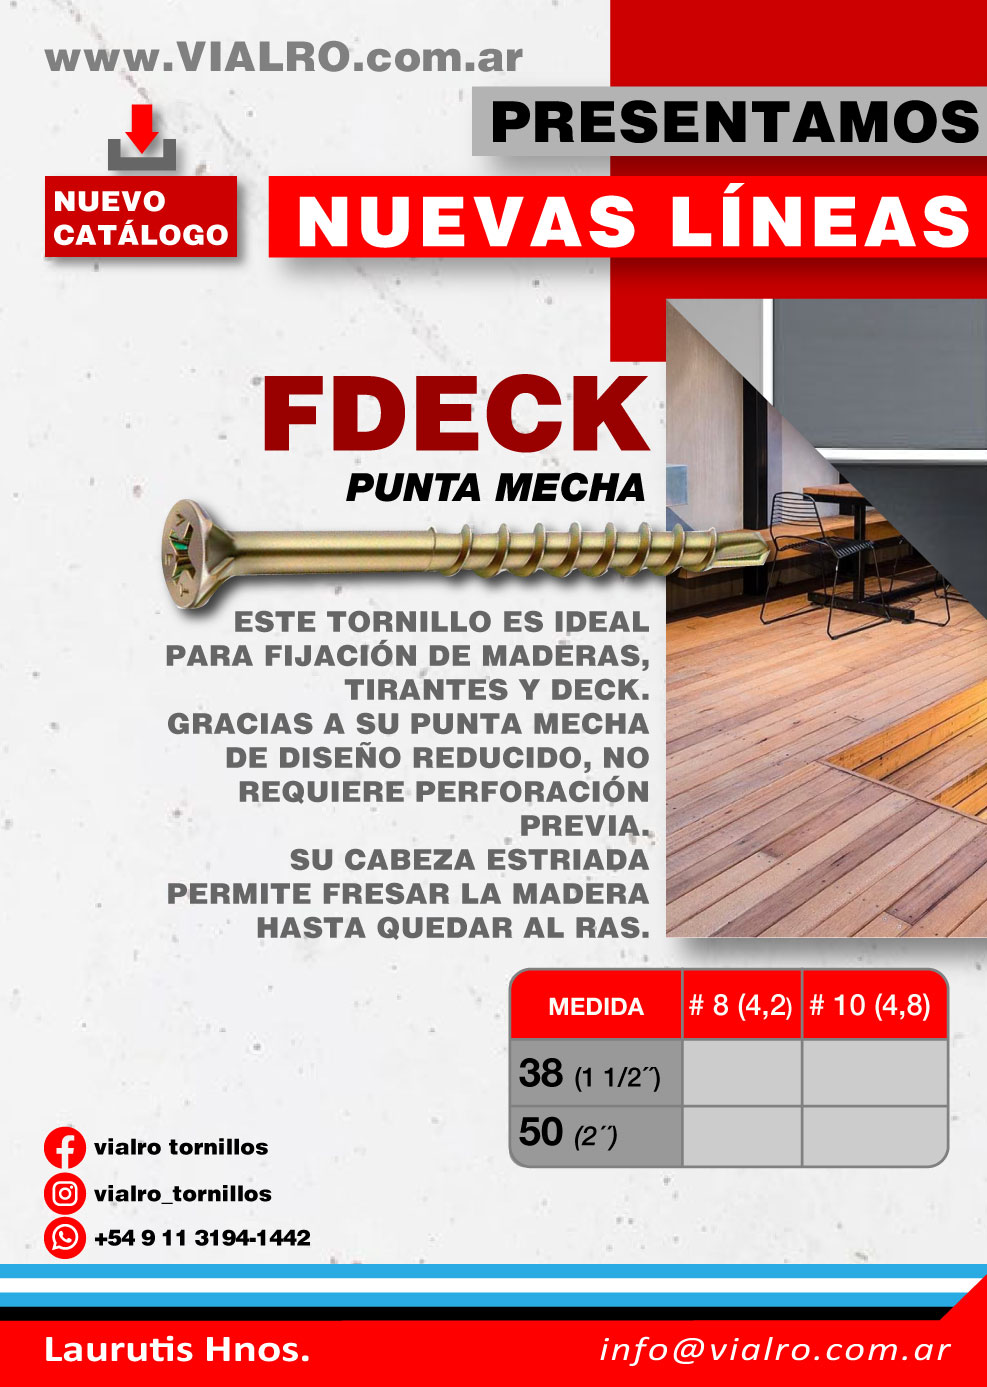 www.VIALRO.com.ar
PRESENTAMOS
NUEVO
CATÁLOGO
NUEVAS LÍNEAS
FDECK
PUNTA MECHA
ESTE TORNILLO ES IDEAL
PARA FIJACIÓN DE MADERAS,
TIRANTES Y DECK.
GRACIAS A SU PUNTA MECHA
DE DISEÑO REDUCIDO, NO
REQUIERE PERFORACIÓN
PREVIA.
SU CABEZA ESTRIADA
PERMITE FRESAR LA MADERA
HASTA QUEDAR AL RAS.
MEDIDA # 8 (4,2) # 10 (4,8)
38 (1 1/2´´)
50 (2´´)
vialro tornillos
vialro_tornillos
+54 9 11 3194-1442
Laurutis Hnos.
info@vialro.com.ar